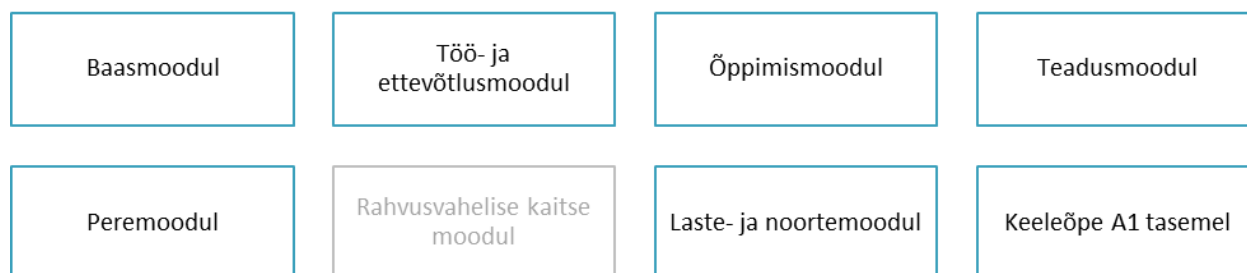 Baasmoodul
Töö- ja
ettevõtlusmoodul
Õppimismoodul
Teadusmoodul
Peremoodul
Rahvusvahelise kaitse
moodul
Laste- ja noortemoodul
Keeleõpe A1 tasemel